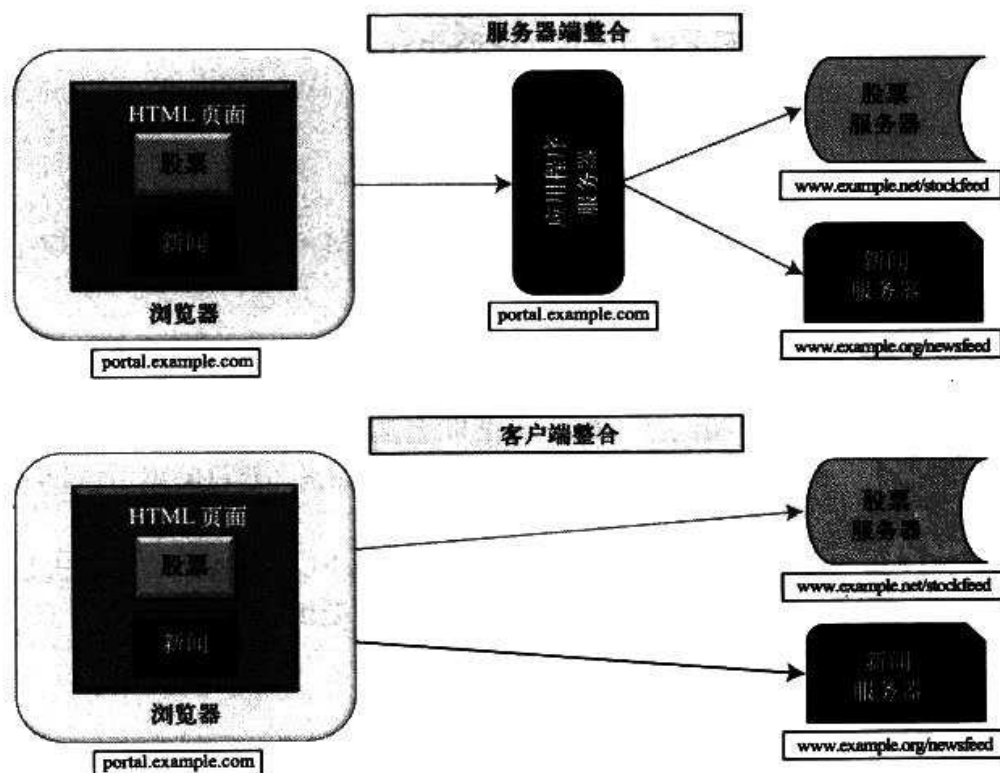 服务器端整合
HTML 页面
股票
新闻
浏览器
portal.example.com
应用程序
服务器
portal.example.com
股票
服务器
www.example.net/stockfeed
新闻
服务器
www.example.org/newsfeed
客户端整合
HTML 页面
股票
新闻
浏览器
portal.example.com
股票
服务器
www.example.net/stockfeed
新闻
服务器
www.example.org/newsfeed